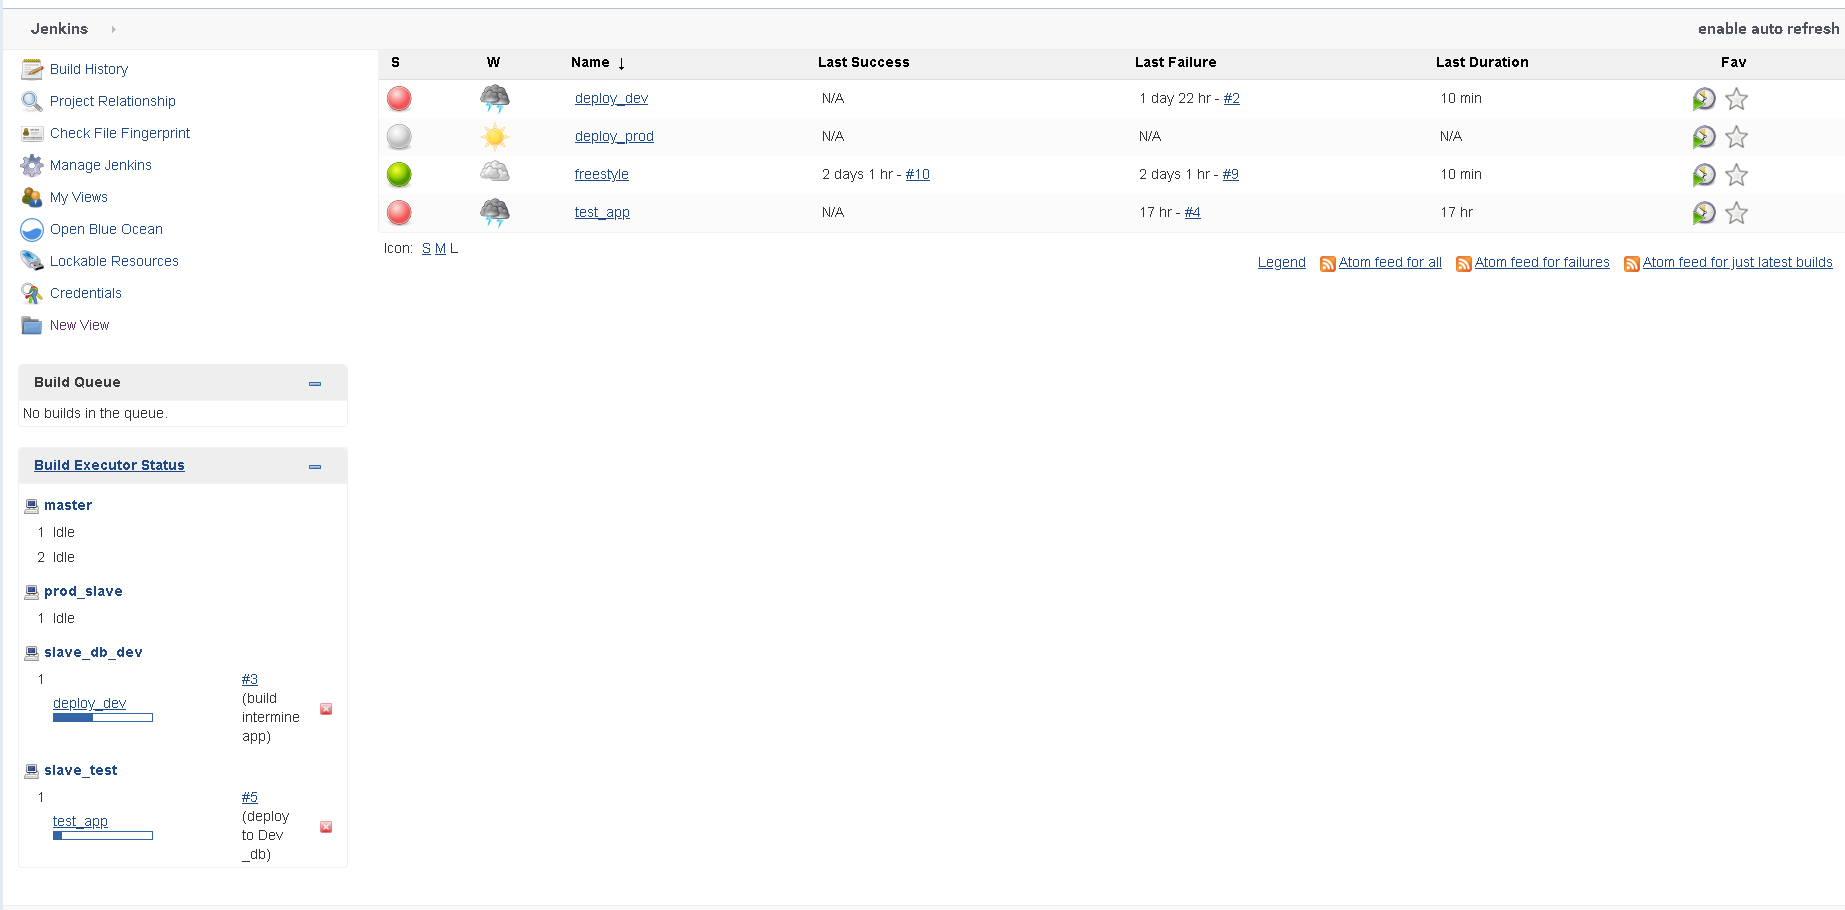 Jenkins
enable auto refresh
Build History
Project Relationship
Check File Fingerprint
Manage Jenkins
My Views
Open Blue Ocean
Lockable Resources
Credentials
New View
Build Queue
No builds in the queue.
Build Executor Status
master
1 Idle
2 Idle
prod_slave
1 Idle
slave_db_dev
1
deploy_dev
#3
(build
intermine
app)
slave_test
1
test_app
#5
(deploy
to Dev
_db)
S W Name ↓ Last Success Last Failure Last Duration Fav
deploy_dev N/A 1 day 22 hr - #2 10 min
deploy_prod N/A N/A N/A
freestyle 2 days 1 hr - #10 2 days 1 hr - #9 10 min
test_app N/A 17 hr - #4 17 hr
Icon: S M L
Legend Atom feed for all Atom feed for failures Atom feed for just latest builds